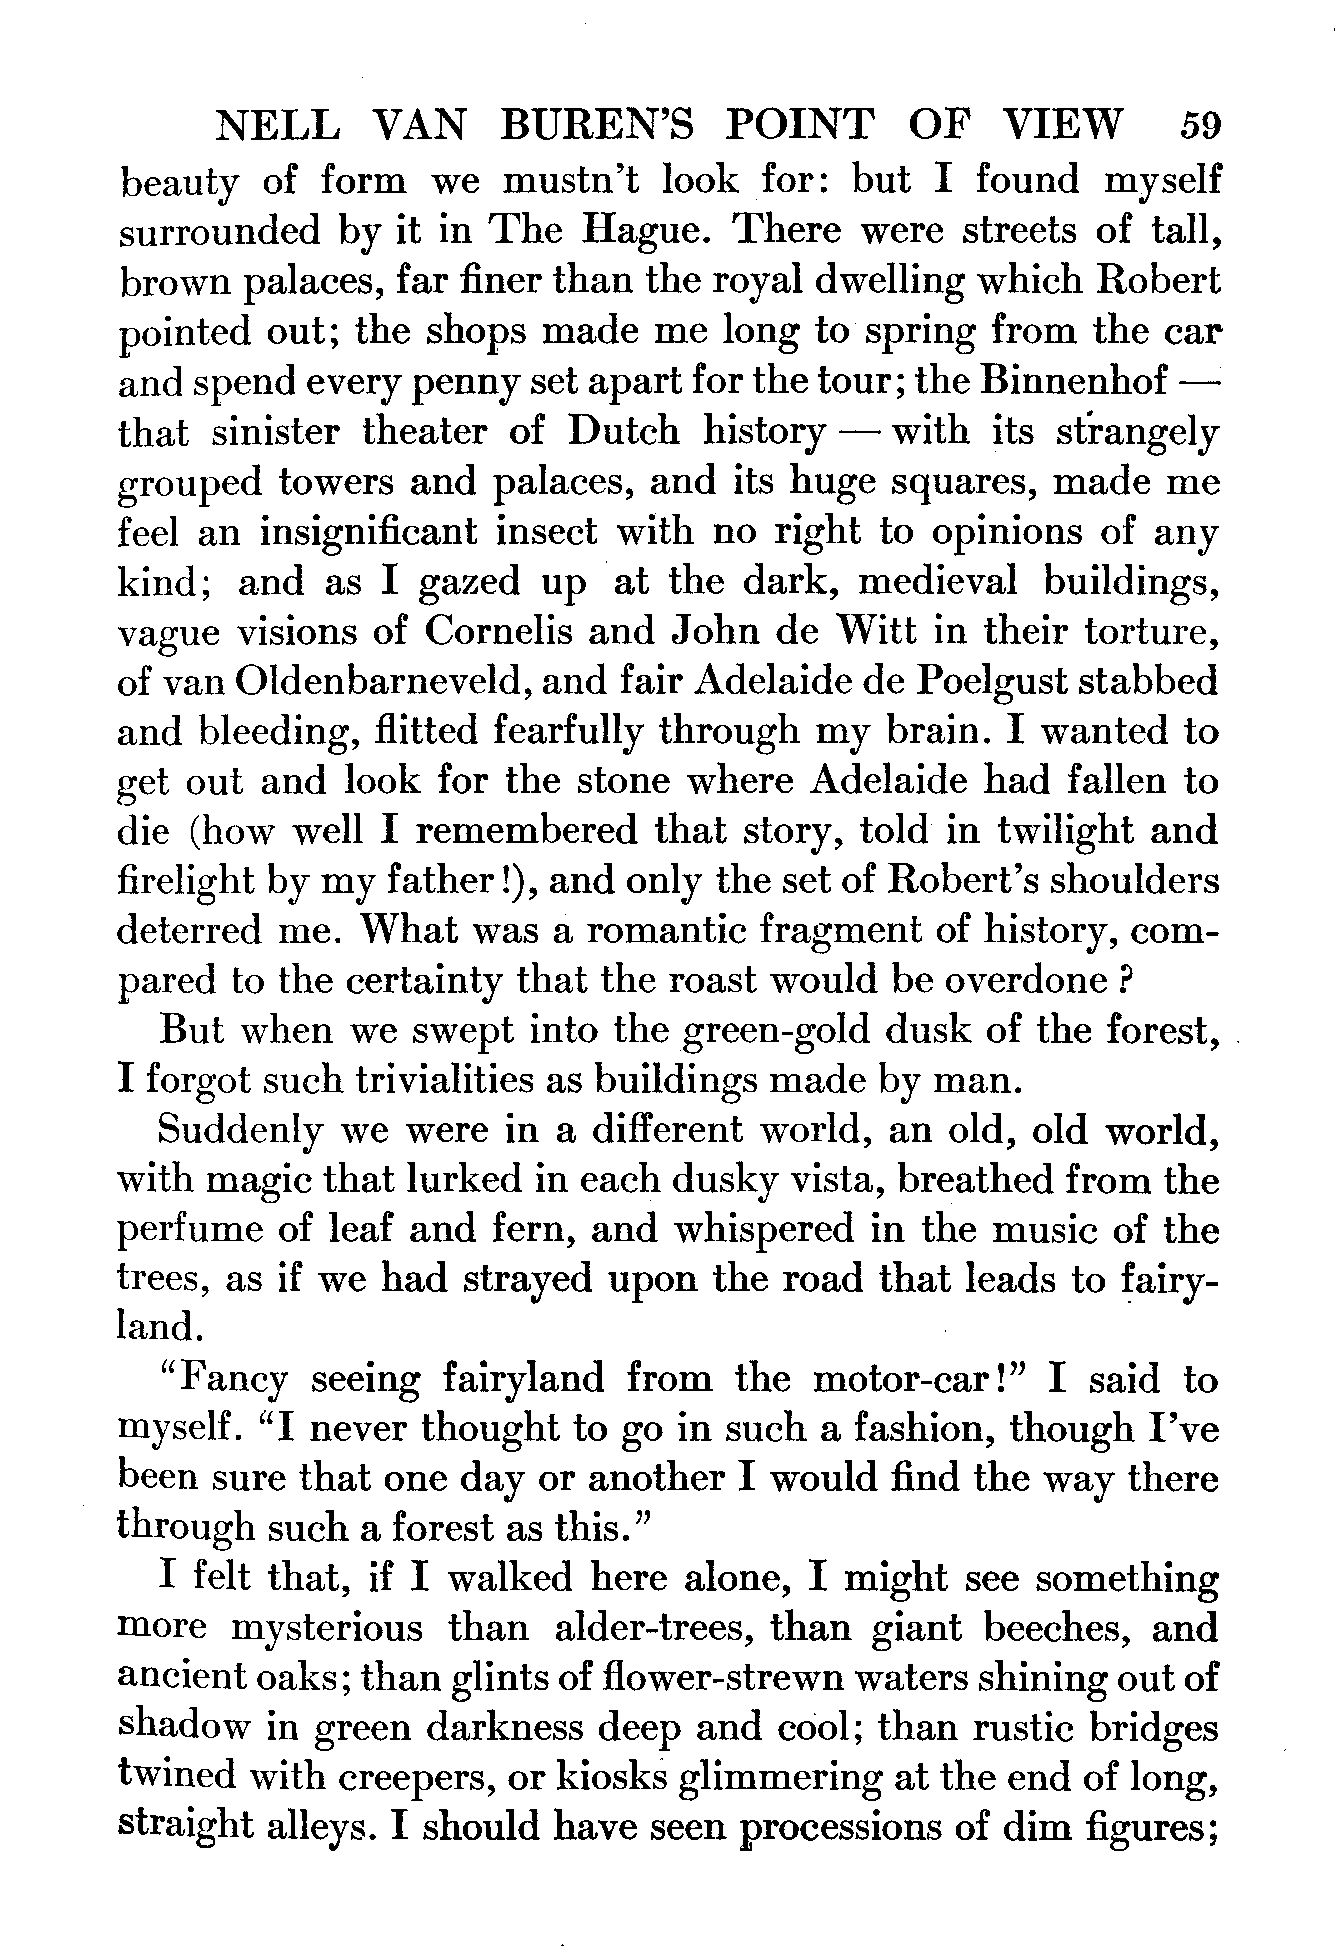 NELL VAN BUREN'S POINT OF VIEW 59
beauty of form we mustn't look for: but I found myself
surrounded by it in The Hague. There were streets of tall,
brown palaces, far finer than the royal dwelling which Robert
pointed out; the shops made me long to spring from the car
and spend every penny set apart for the tour; the Binnenhof —
that sinister theater of Dutch history — with its strangely
grouped towers and palaces, and its huge squares, made me
feel an insignificant insect with no right to opinions of any
kind; and as I gazed up at the dark, medieval buildings,
vague visions of Cornelis and John de Witt in their torture,
of van Oldenbarneveld, and fair Adelaide de Poelgust stabbed
and bleeding, flitted fearfully through my brain. I wanted to
get out and look for the stone where Adelaide had fallen to
die (how well I remembered that story, told in twilight and
firelight by my father!), and only the set of Robert's shoulders
deterred me. What was a romantic fragment of history, com-
pared to the certainty that the roast would be overdone?
But when we swept into the green-gold dusk of the forest,
I forgot such trivialities as buildings made by man.
Suddenly we were in a different world, an old, old world,
with magic that lurked in each dusky vista, breathed from the
perfume of leaf and fern, and whispered in the music of the
trees, as if we had strayed upon the road that leads to fairy-
land.
"Fancy seeing fairyland from the motor-car!" I said to
myself. "I never thought to go in such a fashion, though I've
been sure that one day or another I would find the way there
through such a forest as this."
I felt that, if I walked here alone, I might see something
more mysterious than alder-trees, than giant beeches, and
ancient oaks; than glints of flower-strewn waters shining out of
shadow in green darkness deep and cool; than rustic bridges
twined with creepers, or kiosks glimmering at the end of long,
straight alleys. I should have seen processions of dim figures;